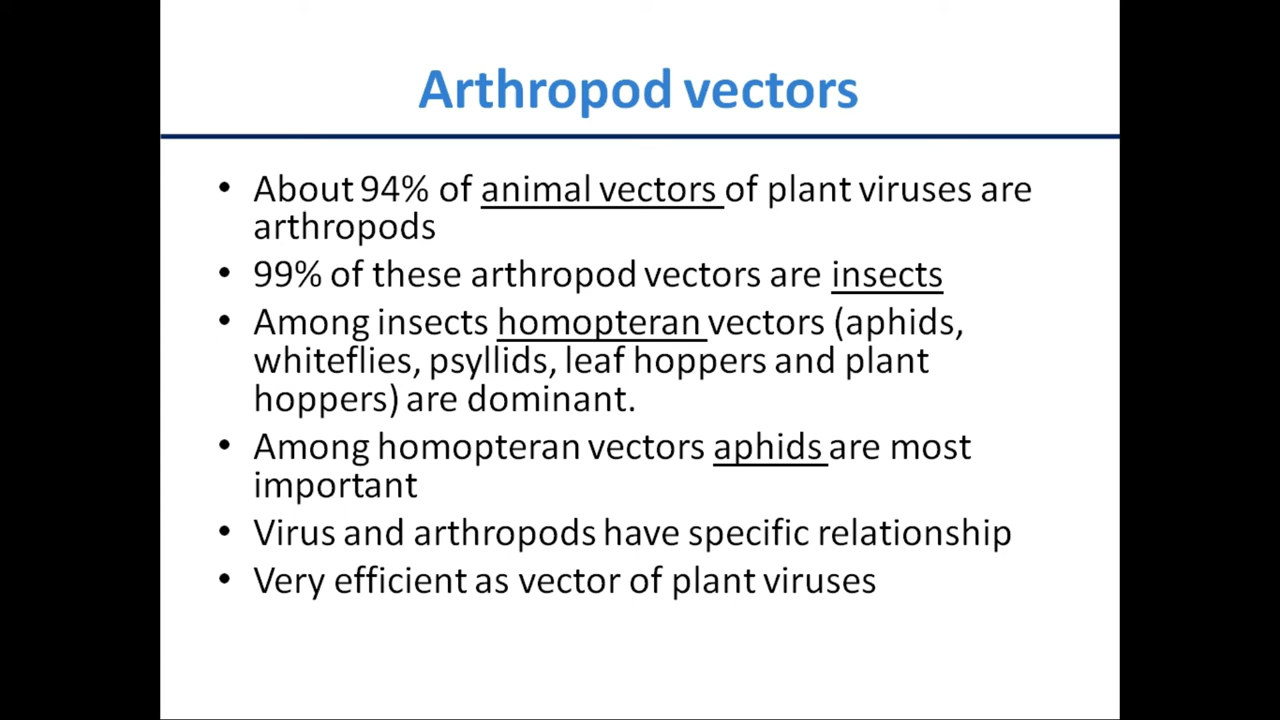 Arthropod vectors
• About 94% of animal vectors of plant viruses are
arthropods
• 99% of these arthropod vectors are insects
• Among insects homopteran vectors (aphids,
whiteflies, psyllids, leaf hoppers and plant
hoppers) are dominant.
• Among homopteran vectors aphids are most
important
• Virus and arthropods have specific relationship
• Very efficient as vector of plant viruses